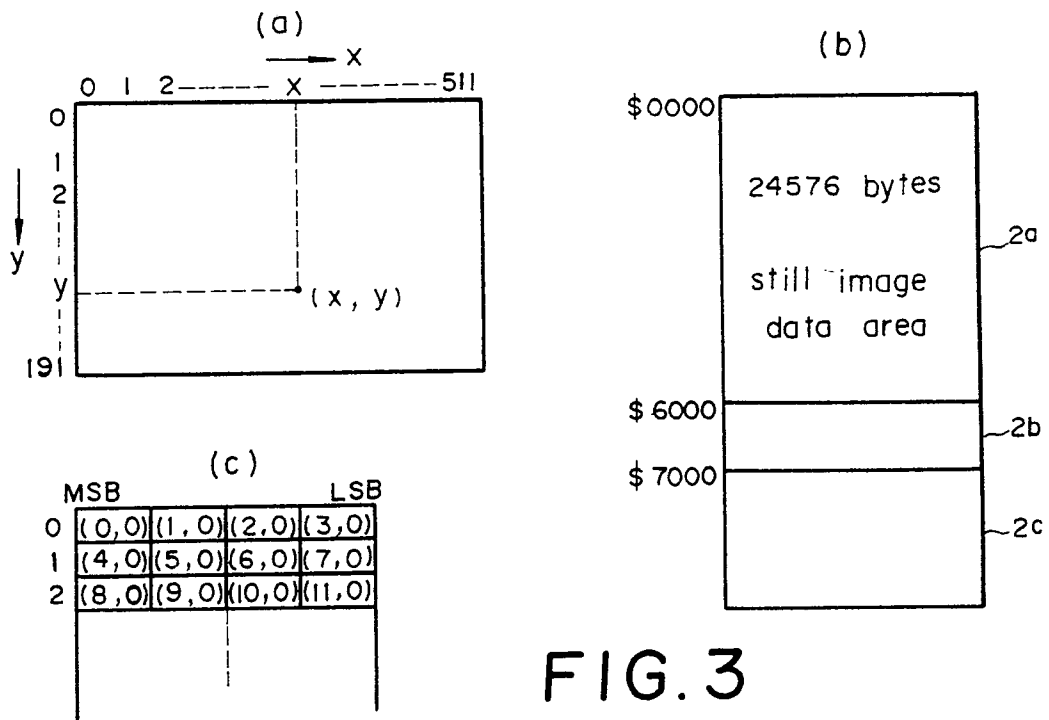 (a)
x
0 1 2 ------ x ------ 511
0
1
2
y
y
(x, y)
191
(b)
$0000
24576 bytes
2a
still image
data area
$6000
2b
$7000
2c
(c)
MSB LSB
0 (0,0) (1,0) (2,0) (3,0)
1 (4,0) (5,0) (6,0) (7,0)
2 (8,0) (9,0) (10,0) (11,0)
FIG. 3